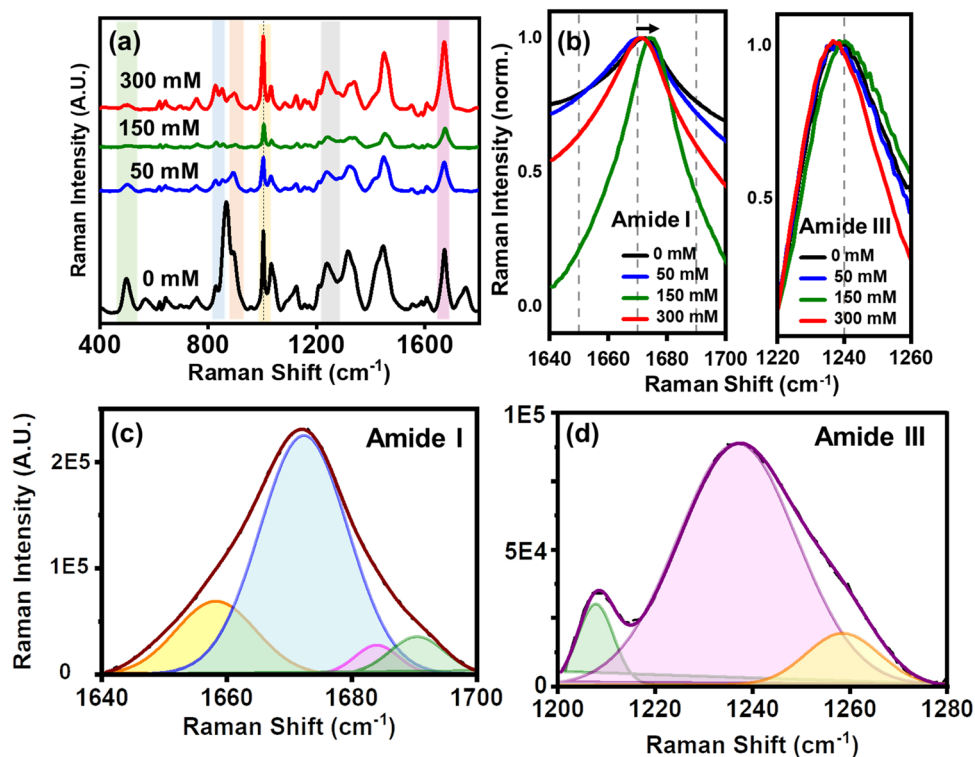 (a)
300 mM
150 mM
50 mM
0 mM
Raman Intensity (A.U.)
400 800 1200 1600
Raman Shift (cm⁻¹)
(b)
Raman Intensity (norm.)
1.0
0.5
0.0
Amide I
0 mM
50 mM
150 mM
300 mM
1640 1660 1680 1700
1.0
0.5
Amide III
0 mM
50 mM
150 mM
300 mM
1220 1240 1260
Raman Shift (cm⁻¹)
(c)
Amide I
Raman Intensity (A.U.)
2E5
1E5
0
1640 1660 1680 1700
Raman Shift (cm⁻¹)
(d)
Amide III
1E5
5E4
0
1200 1220 1240 1260 1280
Raman Shift (cm⁻¹)